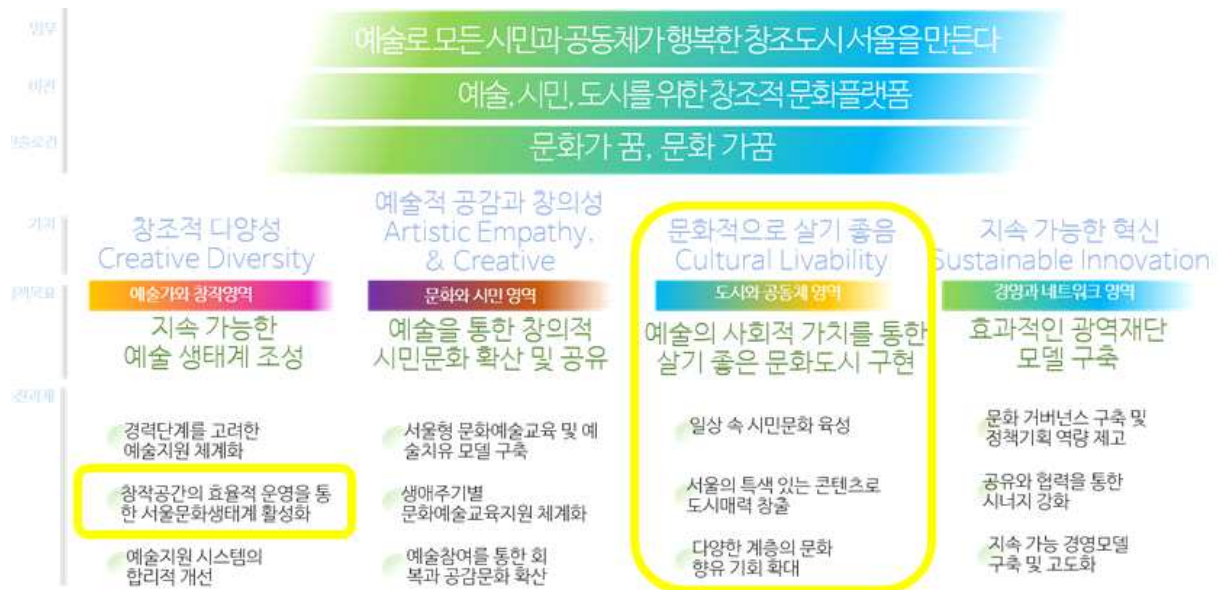 임무
예술로 모든 시민과 공동체가 행복한 창조도시 서울을 만든다
비전
예술, 시민, 도시를 위한 창조적 문화플랫폼
문화가 꿈, 문화 가꿈
가치
창조적 다양성
Creative Diversity
예술적 공감과 창의성
Artistic Empathy,
& Creative
문화적으로 살기 좋음
Cultural Livability
지속 가능한 혁신
Sustainable Innovation
예술가와 창작영역
문화와 시민 영역
도시와 공동체 영역
경영과 네트워크 영역
지속 가능한
예술 생태계 조성
예술을 통한 창의적
시민문화 확산 및 공유
예술의 사회적 가치를 통한
살기 좋은 문화도시 구현
효과적인 광역재단
모델 구축
경력단계를 고려한
예술지원 체계화
창작공간의 효율적 운영을 통
한 서울문화생태계 활성화
예술지원 시스템의
합리적 개선
서울형 문화예술교육 및 예
술치유 모델 구축
생애주기별
문화예술교육지원 체계화
예술참여를 통한 회
복과 공감문화 확산
일상 속 시민문화 육성
서울의 특색 있는 콘텐츠로
도시매력 창출
다양한 계층의 문화
향유 기회 확대
문화 거버넌스 구축 및
정책기획 역량 제고
공유와 협력을 통한
시너지 강화
지속 가능 경영모델
구축 및 고도화